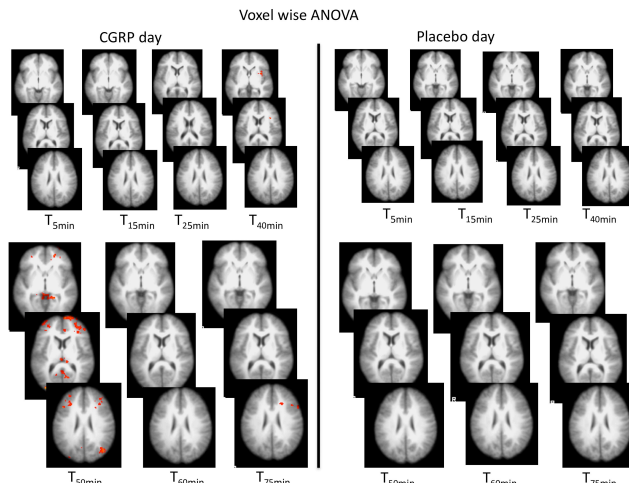 Voxel wise ANOVA
CGRP day
Placebo day
T5min T15min T25min T40min
T5min T15min T25min T40min
T50min T60min T75min
T50min T60min T75min